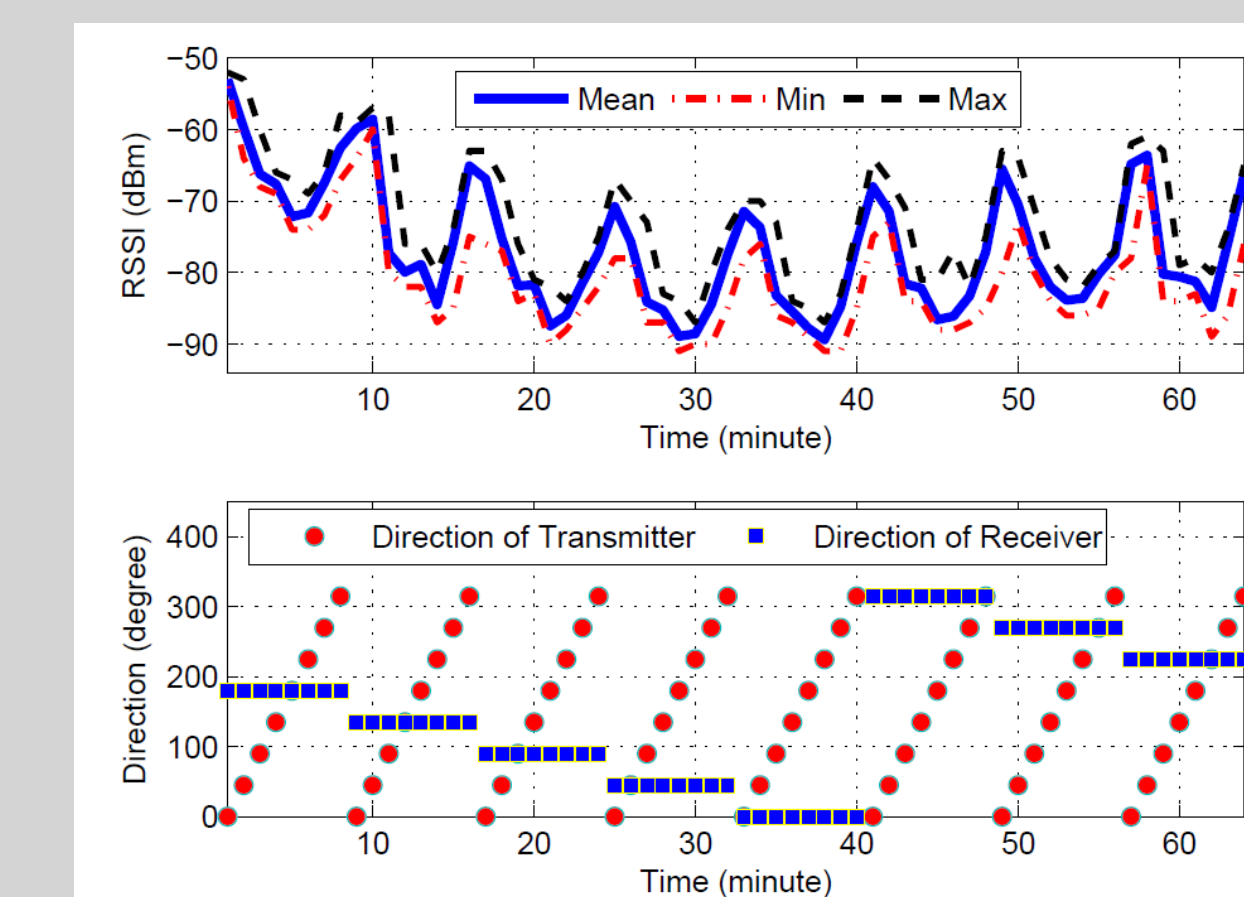 −50
−60
−70
−80
−90
RSSI (dBm)
Mean Min Max
10 20 30 40 50 60
Time (minute)
400
300
200
100
0
Direction (degree)
Direction of Transmitter Direction of Receiver
10 20 30 40 50 60
Time (minute)